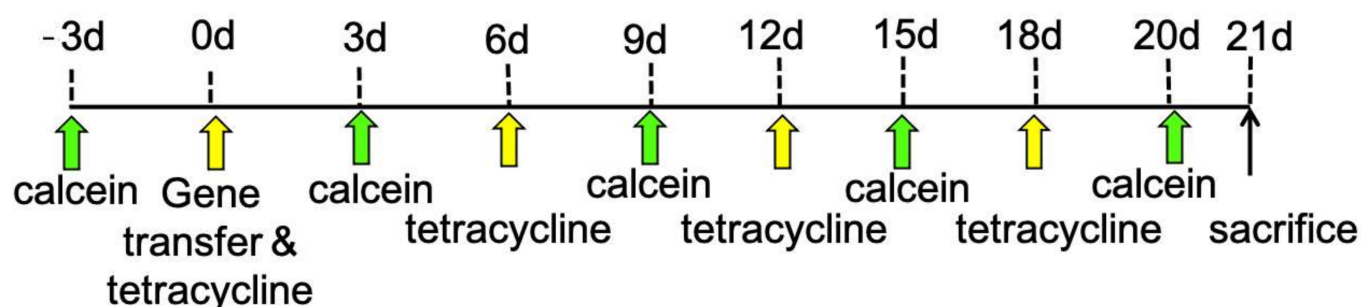 -3d 0d 3d 6d 9d 12d 15d 18d 20d 21d
calcein Gene calcein calcein calcein calcein
transfer & tetracycline tetracycline tetracycline sacrifice
tetracycline